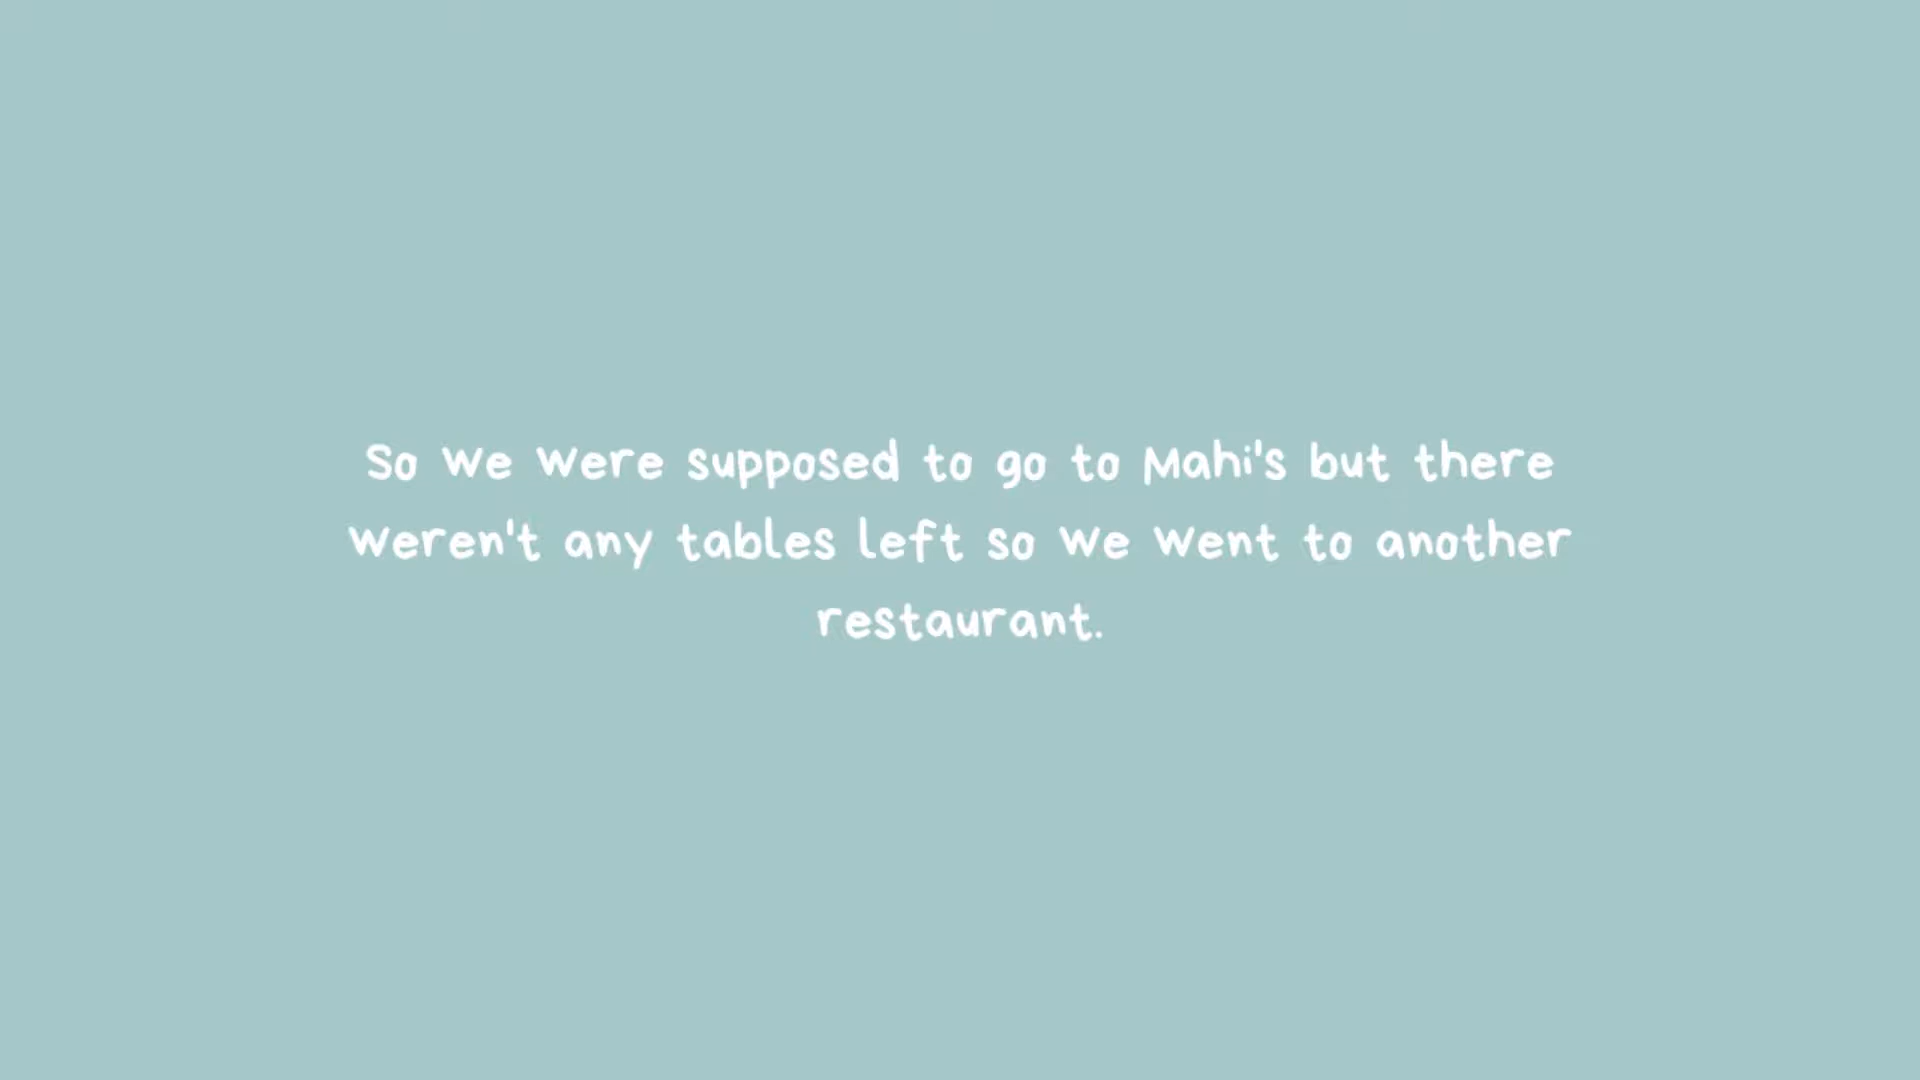 So we were supposed to go to Mahi's but there
weren't any tables left so we went to another
restaurant.